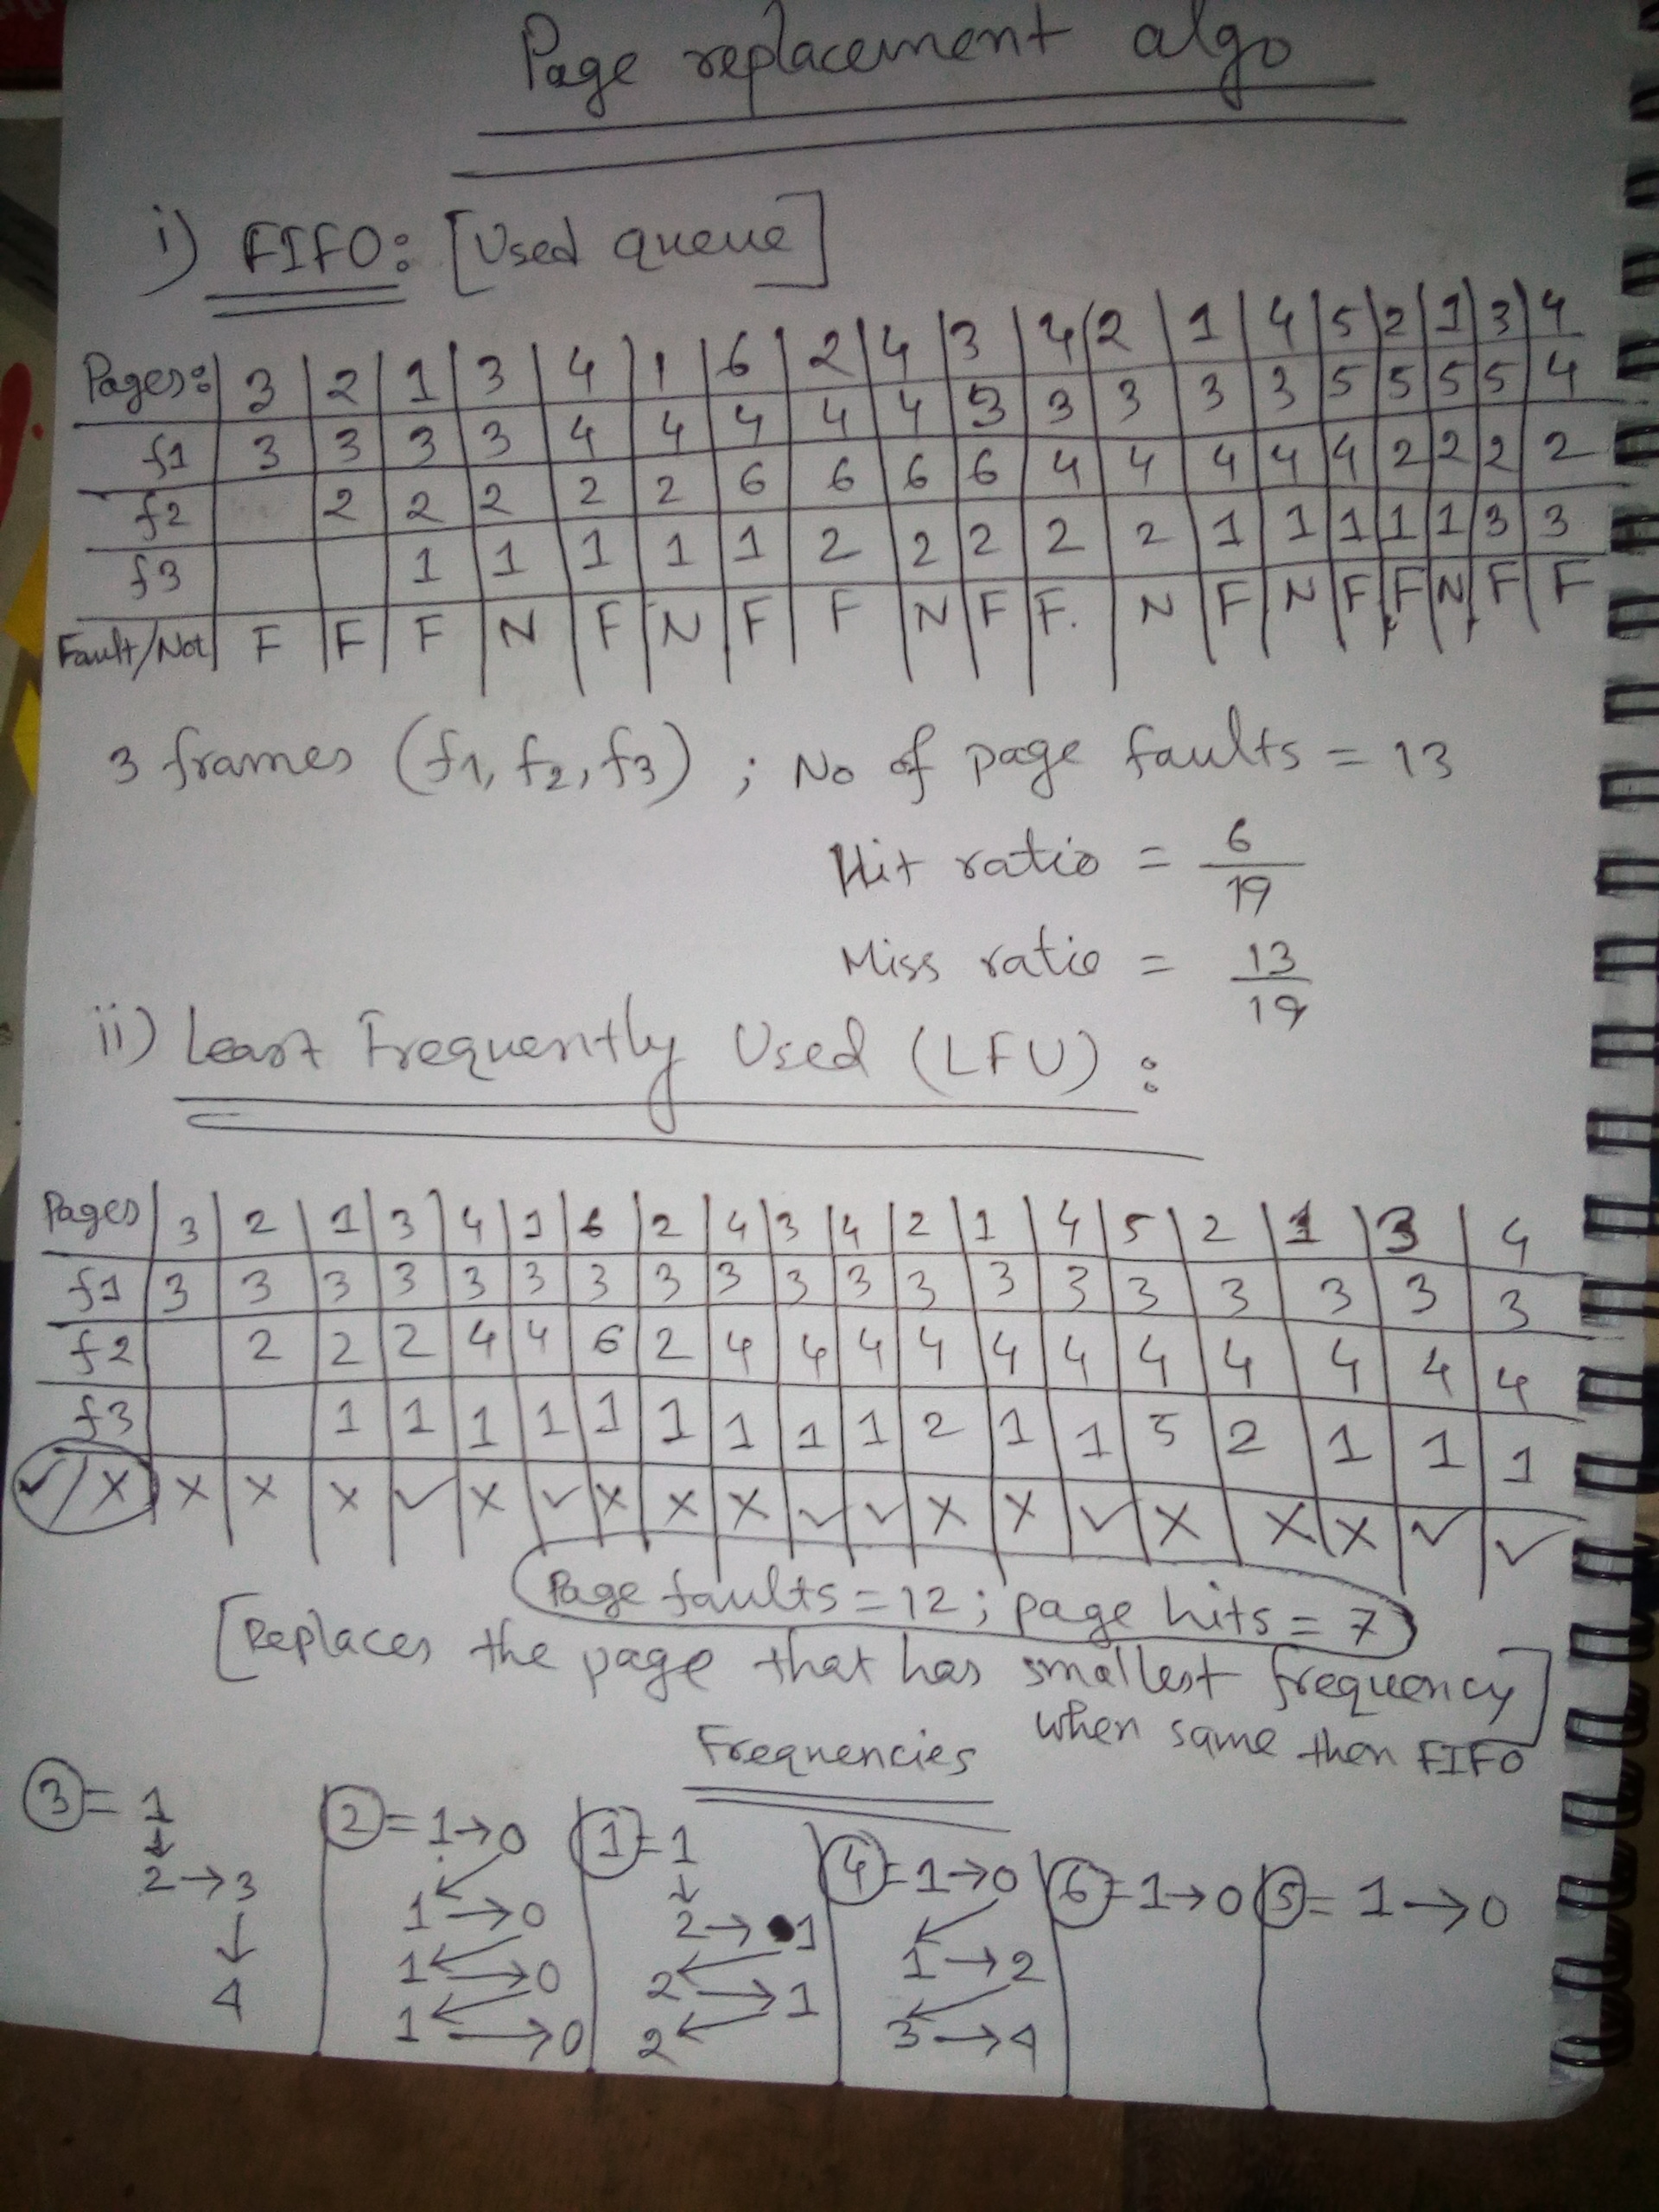 Page replacement algo
i) FIFO: [Used queue]
Pages: 3 2 1 3 4 1 6 2 4 3 4 2 1 4 5 2 1 3 4
f1 3 3 3 3 4 4 4 4 4 3 3 3 3 3 5 5 5 5 4
f2 2 2 2 2 2 6 6 6 6 4 4 4 4 4 2 2 2 2
f3 1 1 1 1 1 2 2 2 2 2 1 1 1 1 1 3 3
Fault/Not F F F N F N F F N F F. N F N F F N F F
3 frames (f1, f2, f3) ; No of page faults = 13
Hit ratio = 6/19
Miss ratio = 13/19
ii) Least Frequently Used (LFU) :
Pages 3 2 1 3 4 1 6 2 4 3 4 2 1 4 5 2 1 3 4
f1 3 3 3 3 3 3 3 3 3 3 3 3 3 3 3 3 3 3 3
f2 2 2 2 4 4 6 2 4 4 4 4 4 4 4 4 4 4 4
f3 1 1 1 1 1 1 1 1 1 2 1 1 5 2 1 1 1
✓/X X X X ✓ X ✓ X X X ✓ ✓ X X ✓ X X X ✓ ✓
Page faults = 12 ; page hits = 7
[Replaces the page that has smallest frequency
when same then FIFO]
Frequencies
③ = 1 ② = 1→0 ① = 1 ④ = 1→0 ⑥ = 1→0 ⑤ = 1→0
↓ ↙ ↓ ↙
2→3 1→0 2→1 1→2
↓ ↙ ↙ ↙
4 1→0 2→1 3→4
↙ ↙
1→0 2